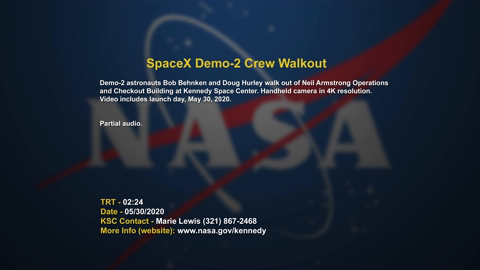 SpaceX Demo-2 Crew Walkout
Demo-2 astronauts Bob Behnken and Doug Hurley walk out of Neil Armstrong Operations
and Checkout Building at Kennedy Space Center. Handheld camera in 4K resolution.
Video includes launch day, May 30, 2020.
Partial audio.
NASA
TRT - 02:24
Date - 05/30/2020
KSC Contact - Marie Lewis (321) 867-2468
More Info (website): www.nasa.gov/kennedy